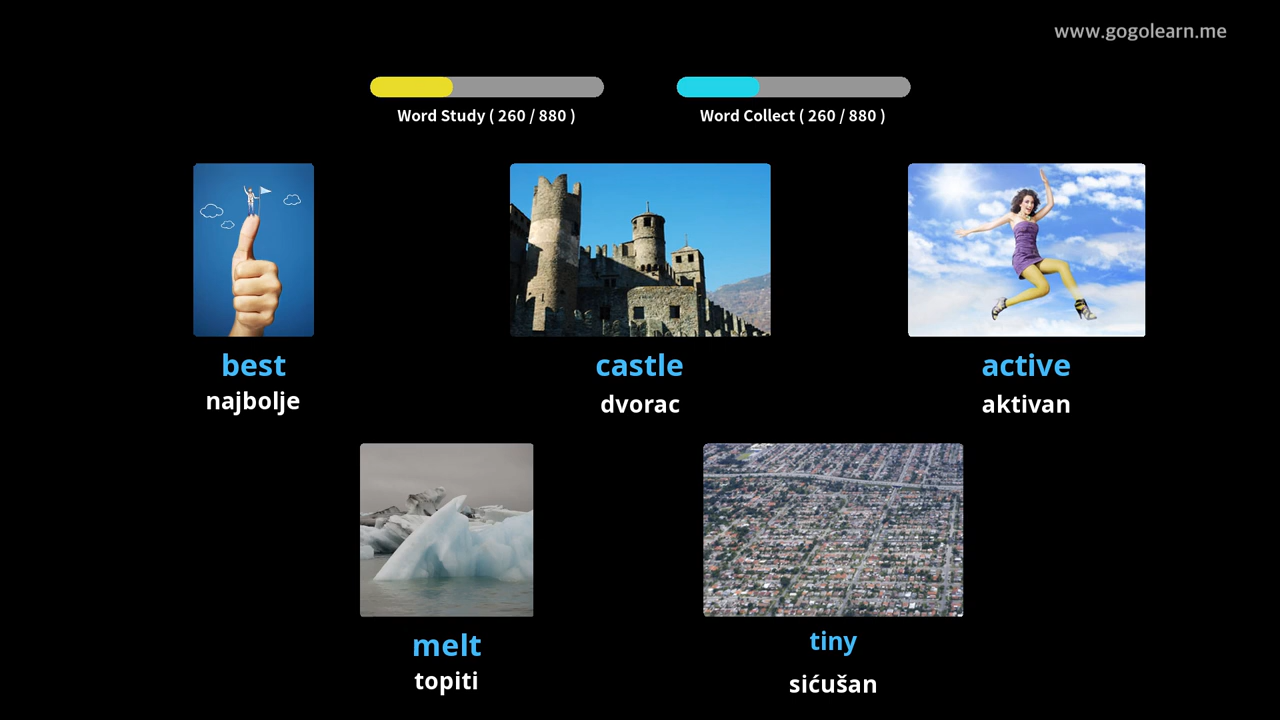 www.gogolearn.me
Word Study ( 260 / 880 )
Word Collect ( 260 / 880 )
best
najbolje
castle
dvorac
active
aktivan
melt
topiti
tiny
sićušan